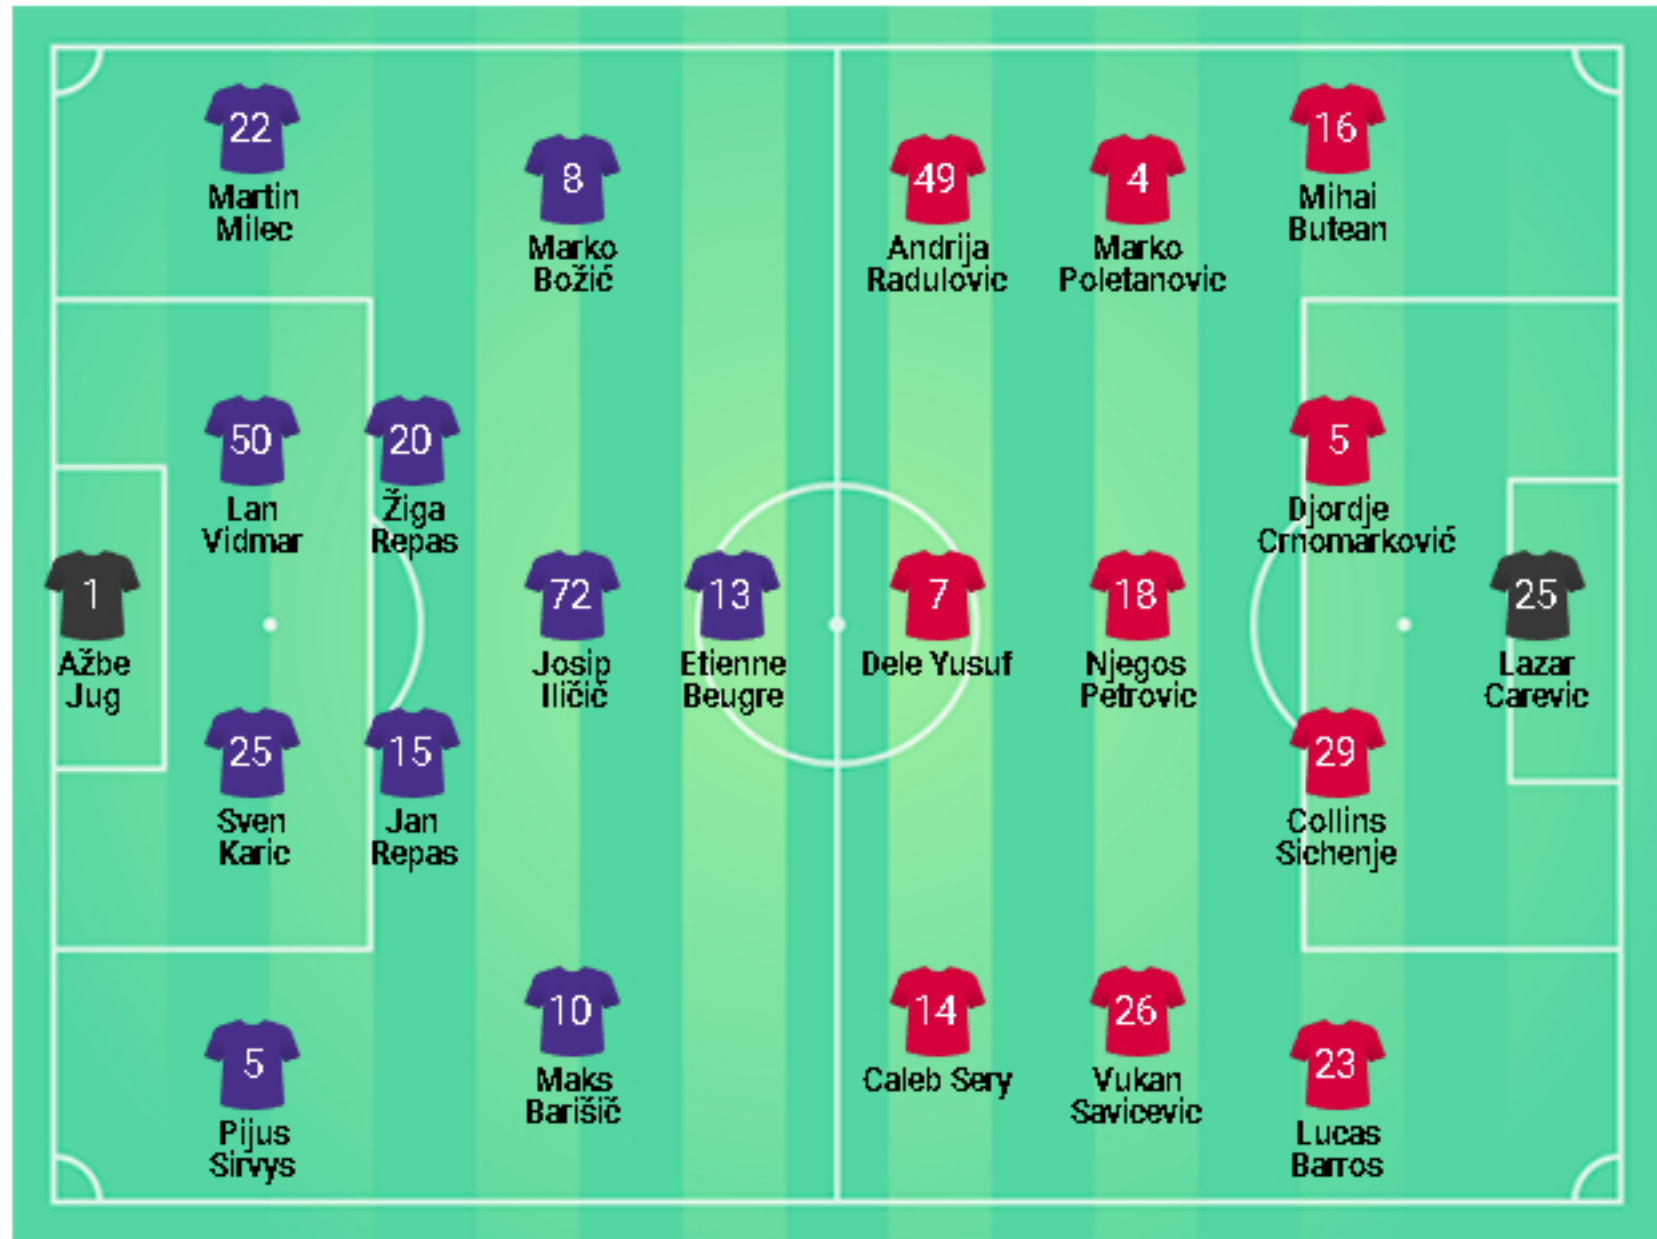 22
Martin
Milec
8
Marko
Božić
49
Andrija
Radulovic
4
Marko
Poletanovic
16
Mihai
Butean
50
Lan
Vidmar
20
Žiga
Repas
5
Djordje
Crnomarković
1
Ažbe
Jug
72
Josip
Iličić
13
Etienne
Beugre
7
Dele Yusuf
18
Njegos
Petrovic
25
Lazar
Carevic
25
Sven
Karic
15
Jan
Repas
29
Collins
Sichenje
10
Maks
Barišič
14
Caleb Sery
26
Vukan
Savicevic
5
Pijus
Sirvys
23
Lucas
Barros